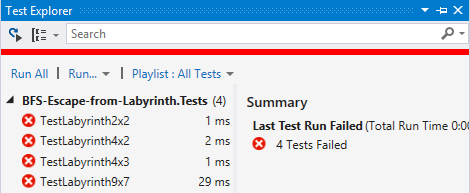 Test Explorer
Search
Run All | Run... | Playlist : All Tests
BFS-Escape-from-Labyrinth.Tests (4)
TestLabyrinth2x2 1 ms
TestLabyrinth4x2 2 ms
TestLabyrinth4x3 1 ms
TestLabyrinth9x7 29 ms
Summary
Last Test Run Failed (Total Run Time 0:00
4 Tests Failed